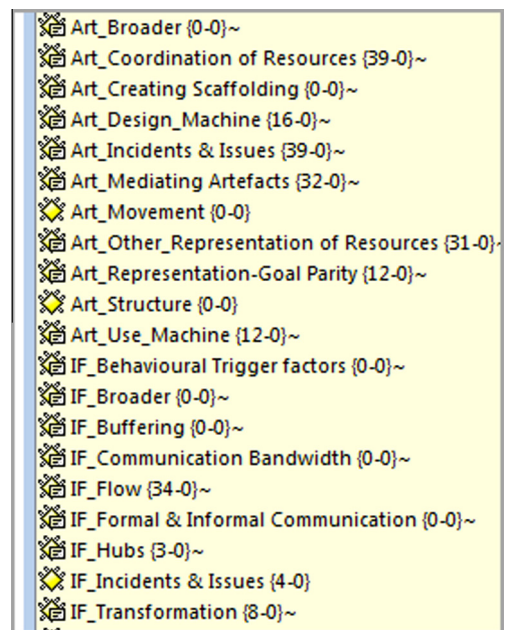 Art_Broader {0-0}~
Art_Coordination of Resources {39-0}~
Art_Creating Scaffolding {0-0}~
Art_Design_Machine {16-0}~
Art_Incidents & Issues {39-0}~
Art_Mediating Artefacts {32-0}~
Art_Movement {0-0}
Art_Other_Representation of Resources {31-0}~
Art_Representation-Goal Parity {12-0}~
Art_Structure {0-0}
Art_Use_Machine {12-0}~
IF_Behavioural Trigger factors {0-0}~
IF_Broader {0-0}~
IF_Buffering {0-0}~
IF_Communication Bandwidth {0-0}~
IF_Flow {34-0}~
IF_Formal & Informal Communication {0-0}~
IF_Hubs {3-0}~
IF_Incidents & Issues {4-0}
IF_Transformation {8-0}~